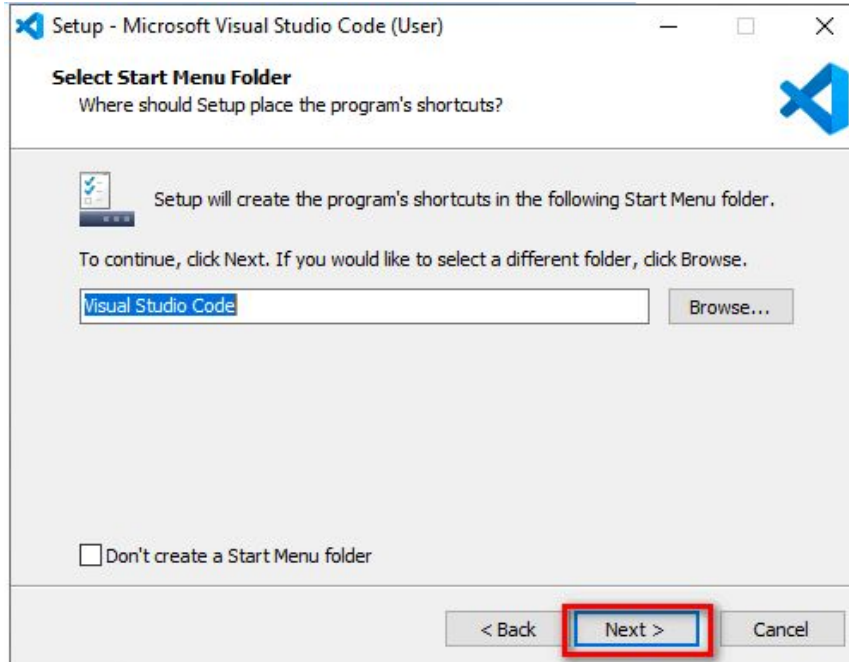 Setup - Microsoft Visual Studio Code (User)
Select Start Menu Folder
Where should Setup place the program's shortcuts?
Setup will create the program's shortcuts in the following Start Menu folder.
To continue, click Next. If you would like to select a different folder, click Browse.
Visual Studio Code
Browse...
Don't create a Start Menu folder
< Back
Next >
Cancel